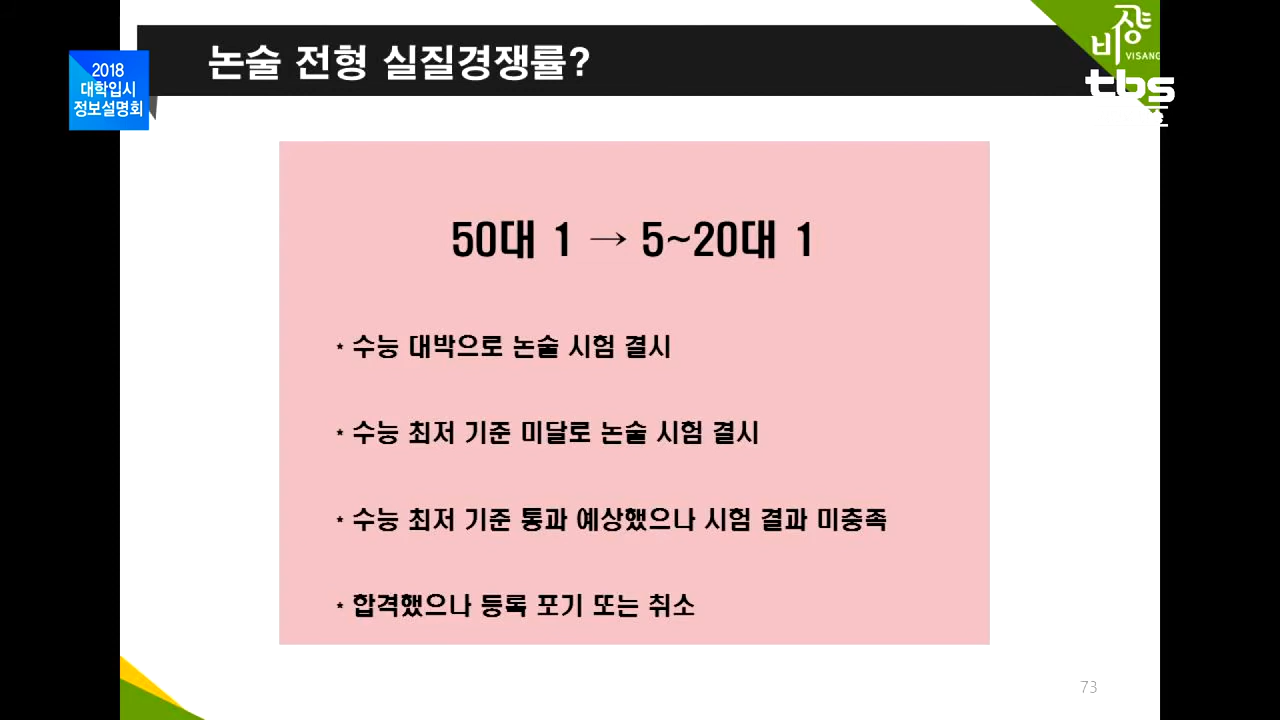 논술 전형 실질경쟁률?
2018
대학입시
정보설명회
비상
VISANG
tbs
50대 1 → 5~20대 1
* 수능 대박으로 논술 시험 결시
* 수능 최저 기준 미달로 논술 시험 결시
* 수능 최저 기준 통과 예상했으나 시험 결과 미충족
* 합격했으나 등록 포기 또는 취소
73